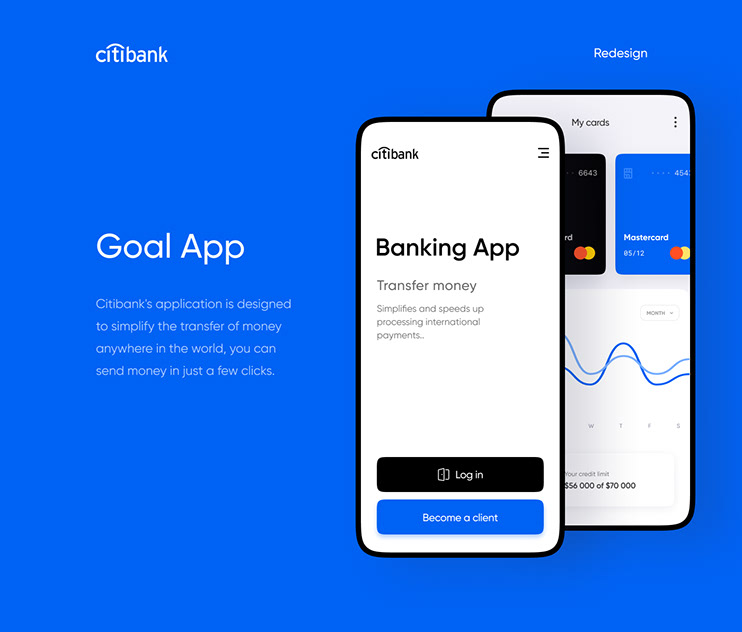 citibank
Redesign
Goal App
Citibank's application is designed
to simplify the transfer of money
anywhere in the world, you can
send money in just a few clicks.
citibank
Banking App
Transfer money
Simplifies and speeds up
processing international
payments..
Log in
Become a client
My cards
6643
454
Mastercard
05/12
MONTH
W T F S
Your credit limit
$56 000 of $70 000